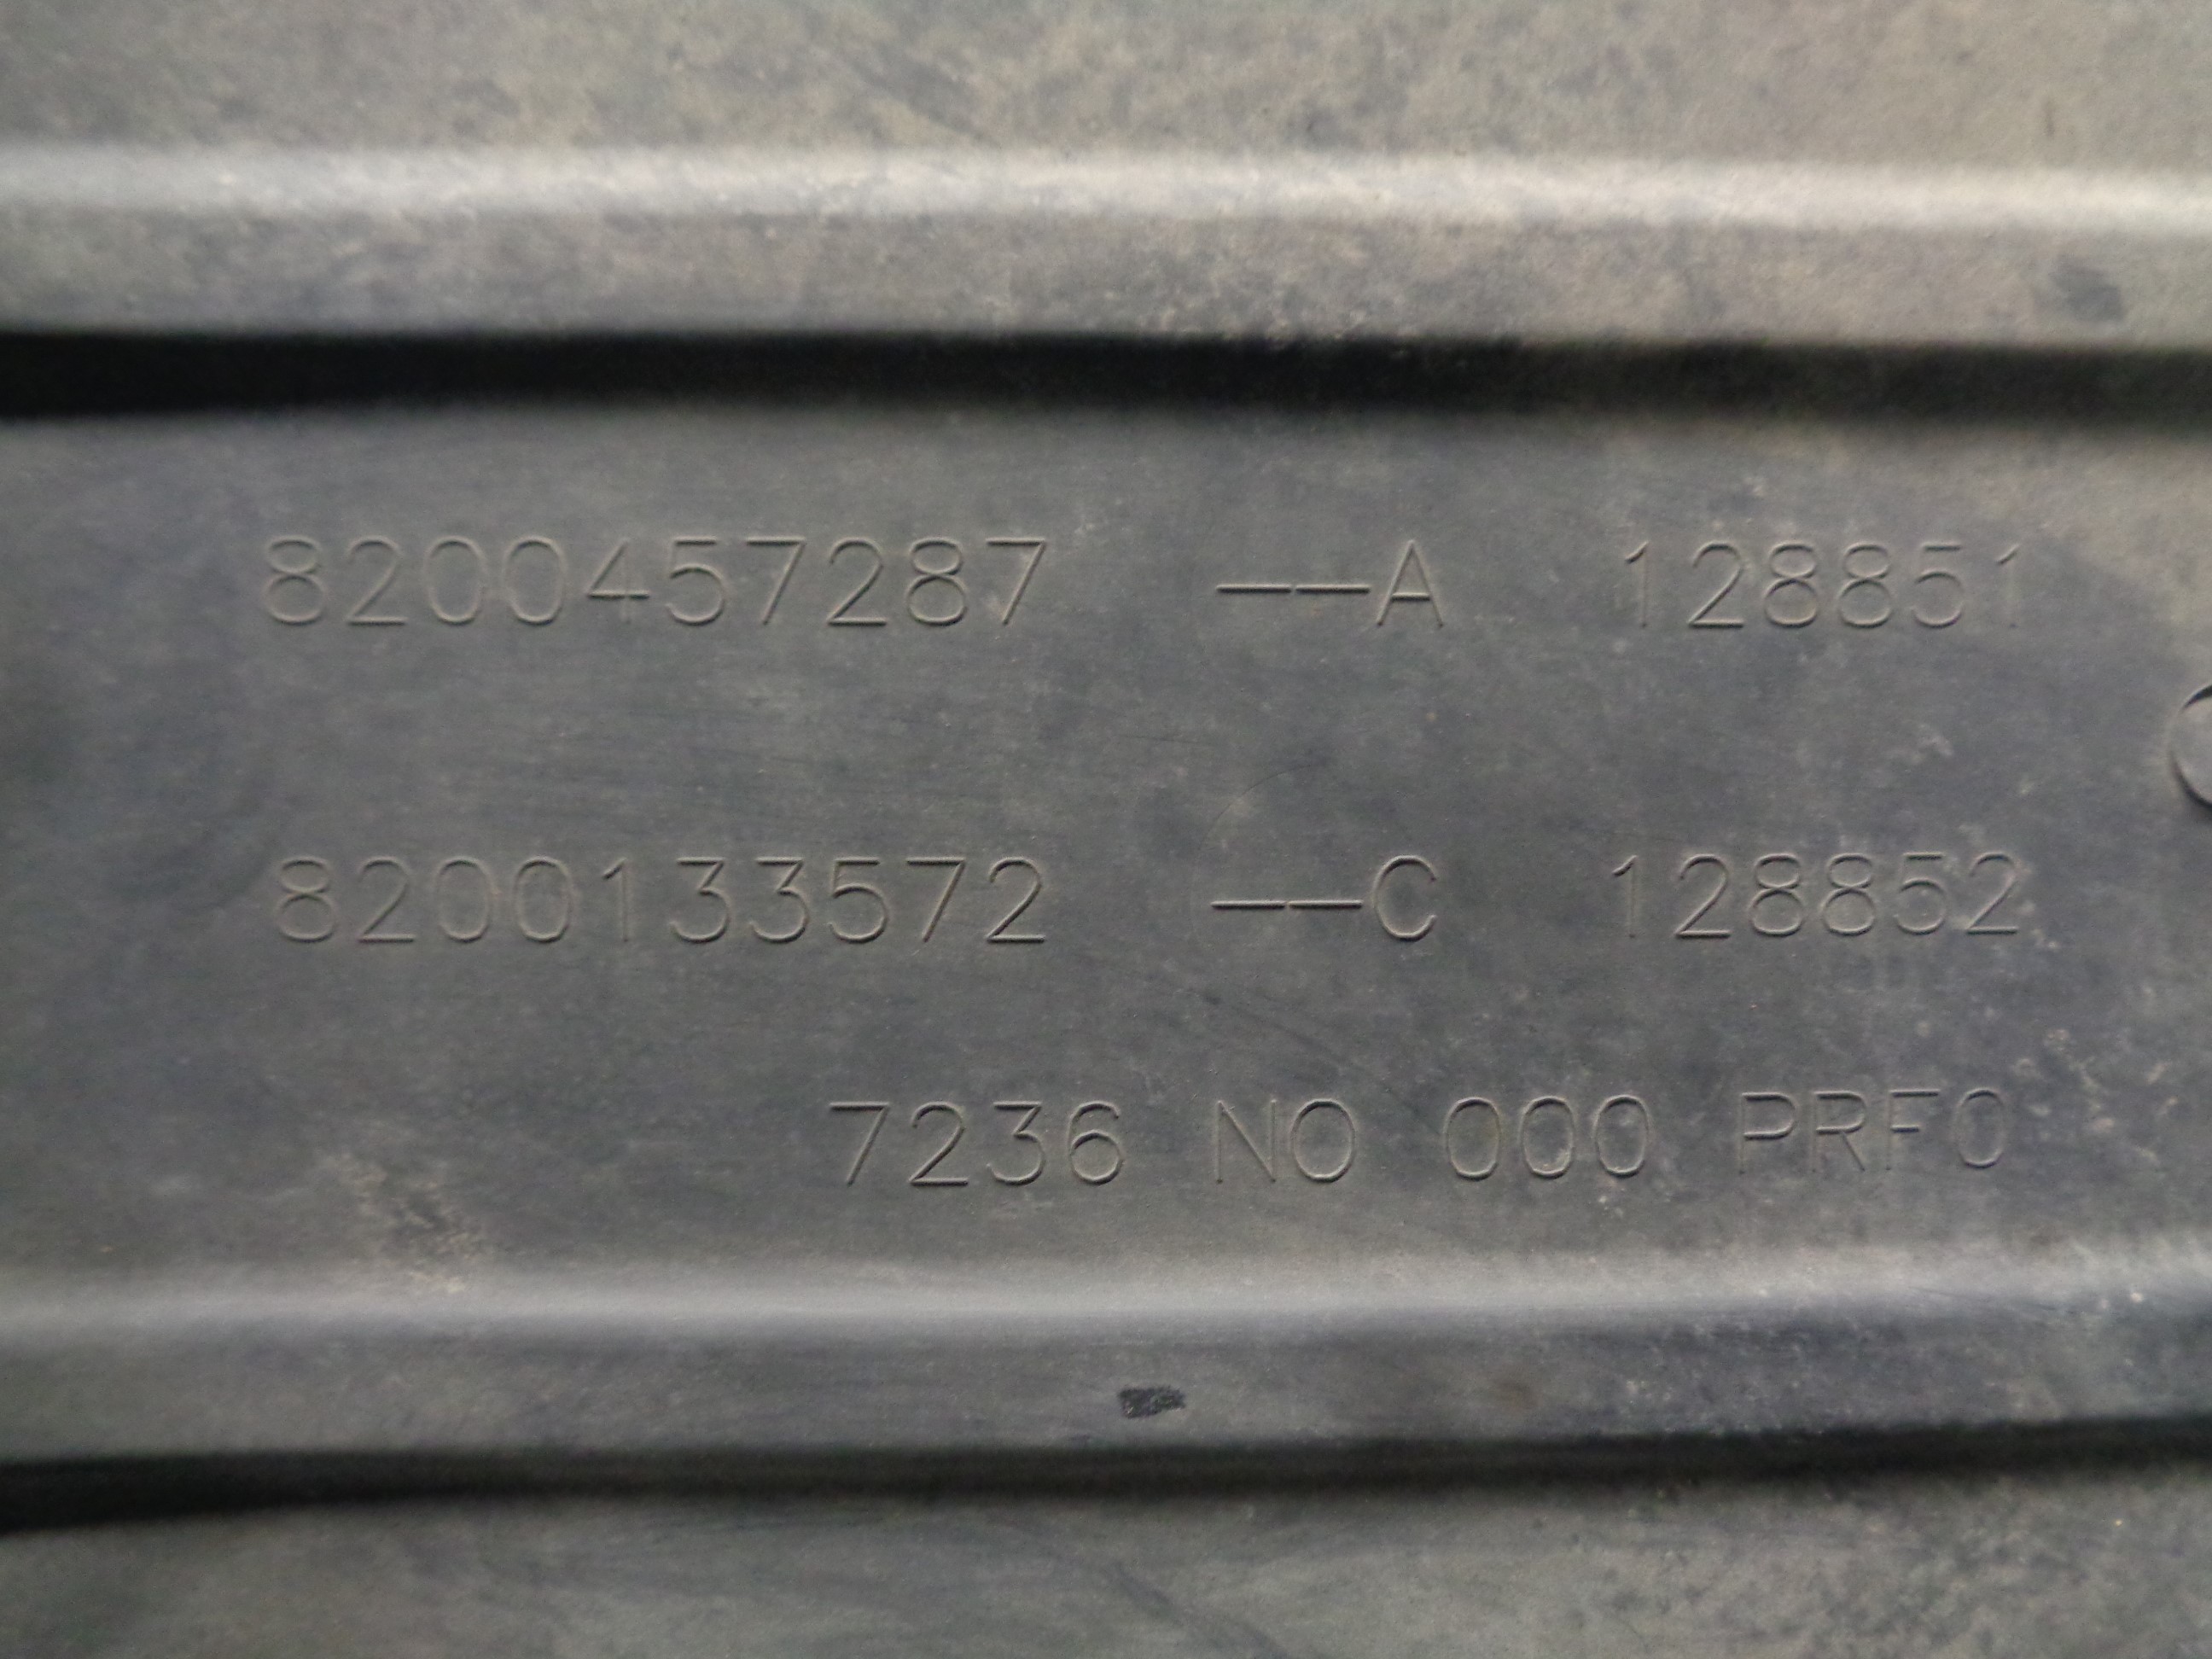 8200457287 --A 128851
8200133572 --C 128852
7236 NO 000 PRF0